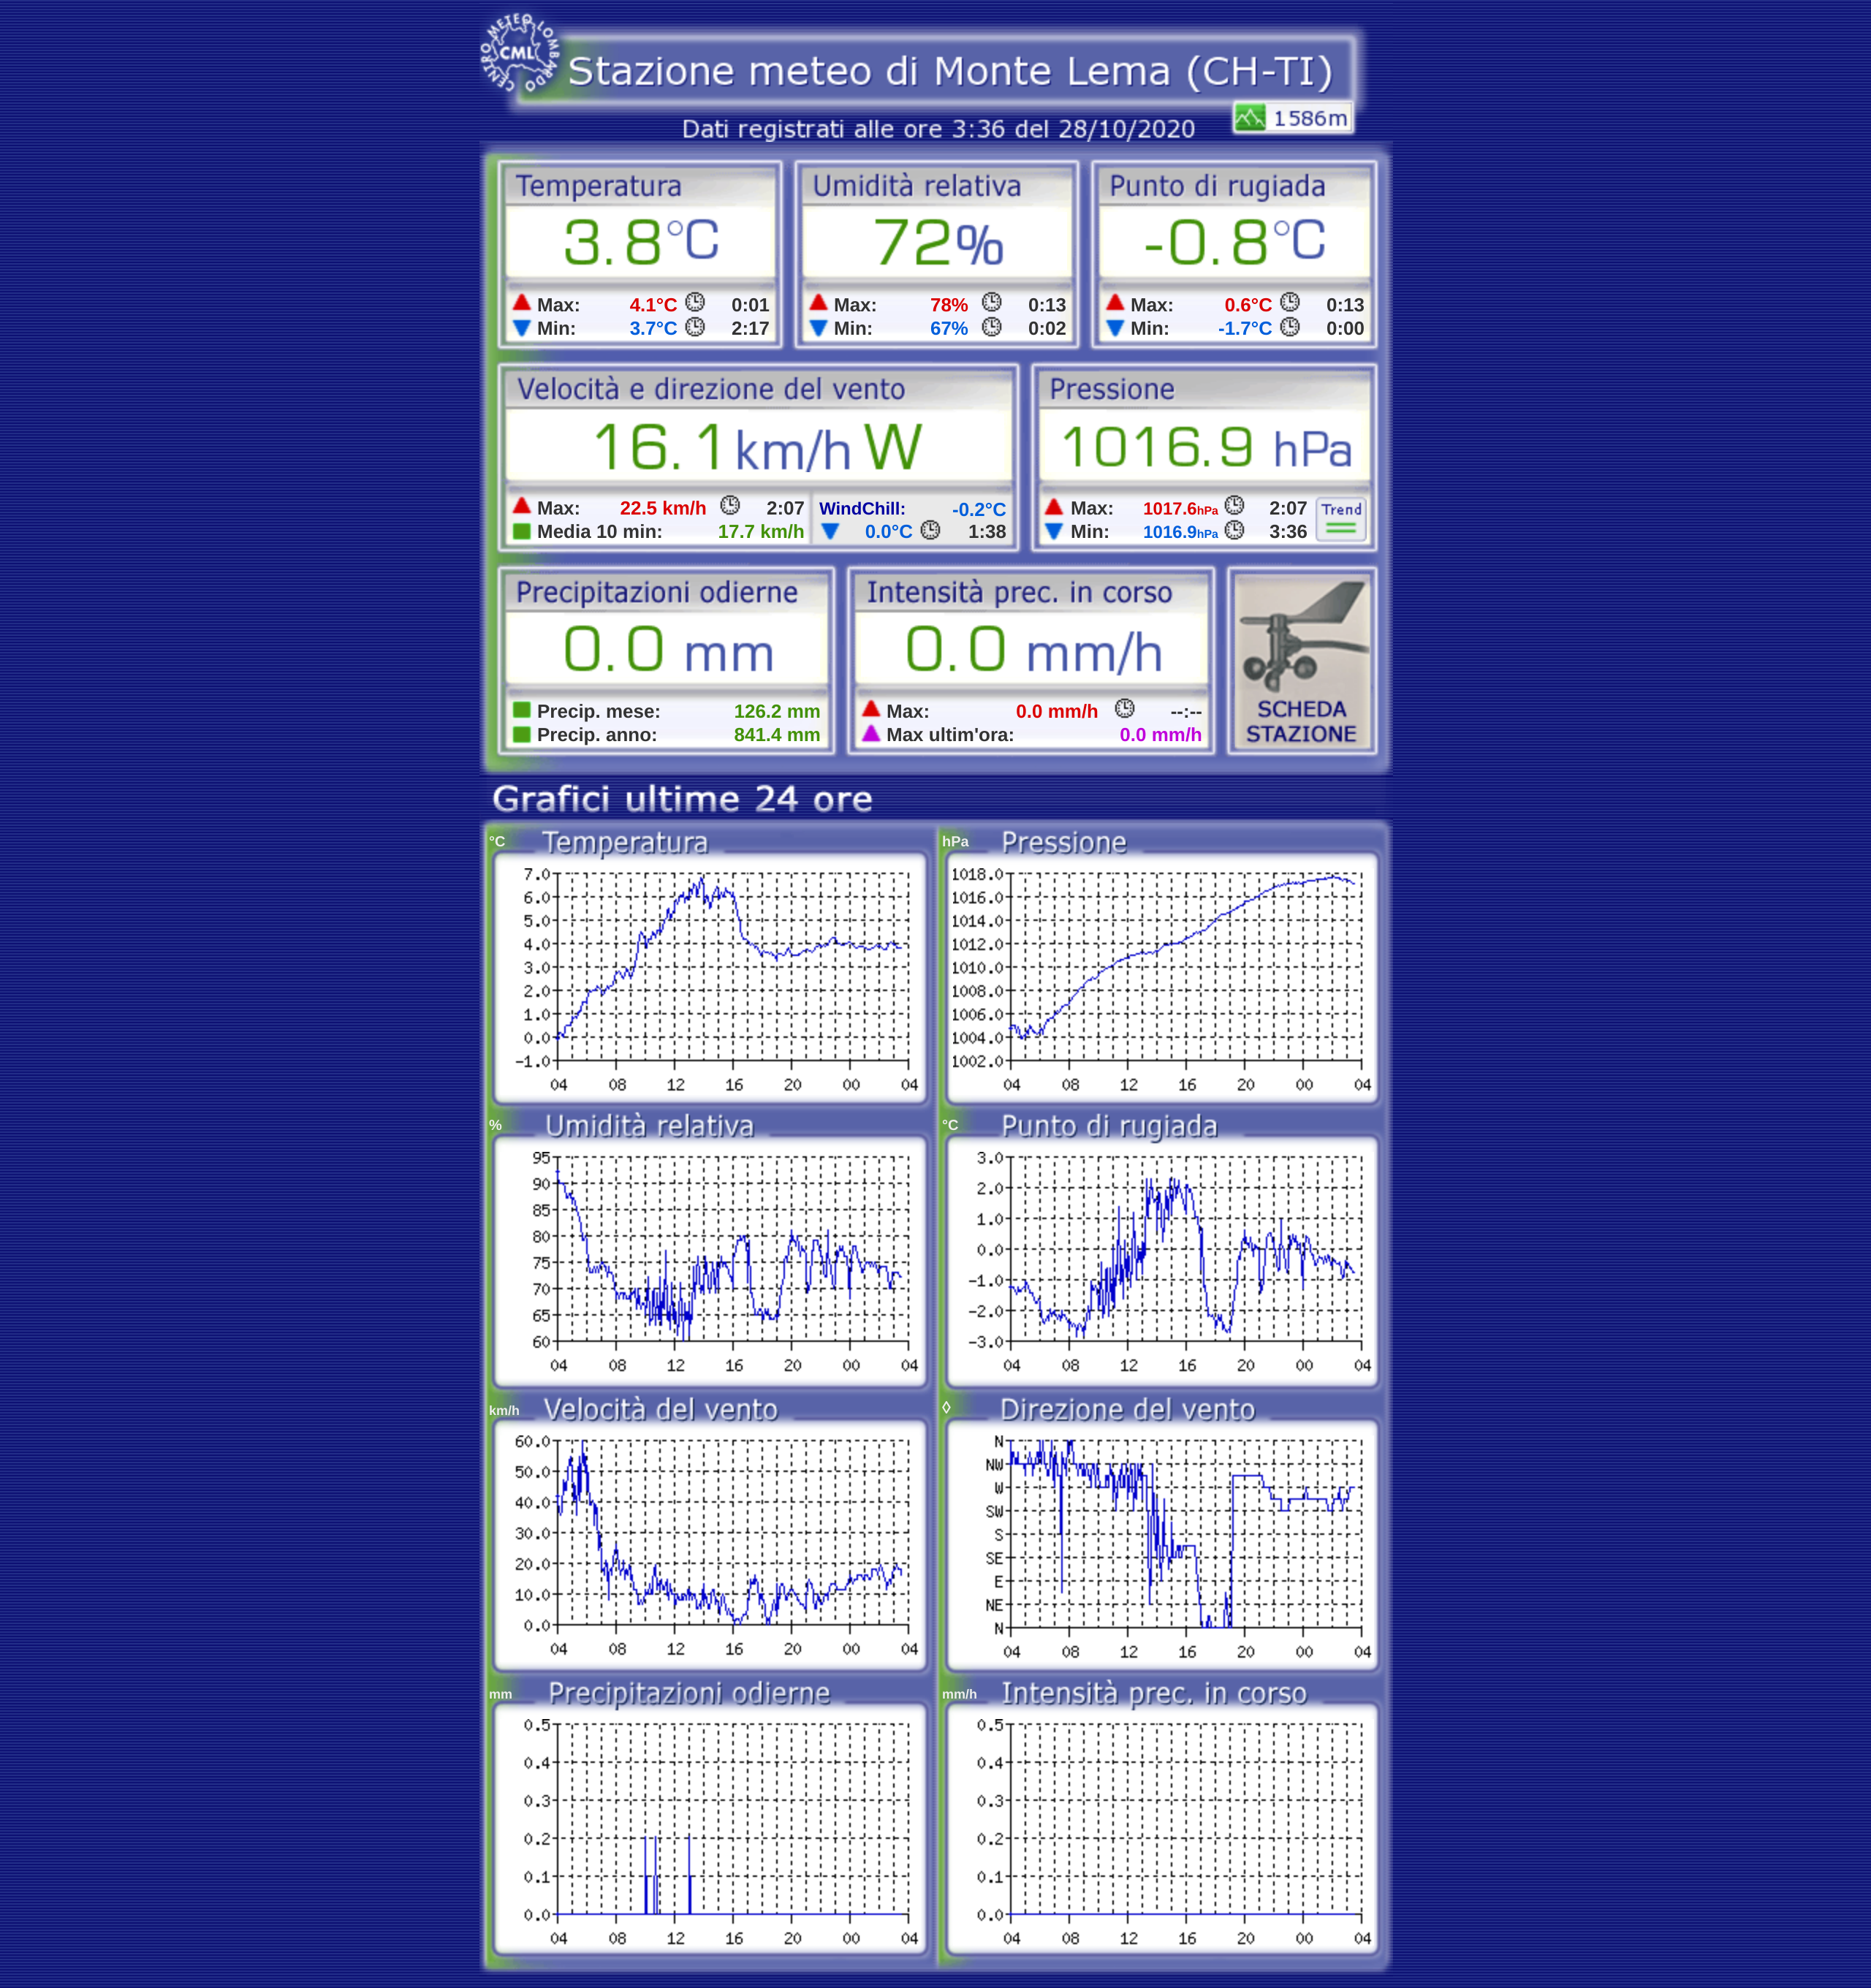 CENTRO METEO LOMBARDO
CML
Stazione meteo di Monte Lema (CH-TI)
1586m
Dati registrati alle ore 3:36 del 28/10/2020
Temperatura
3.8°C
Max: 4.1°C 0:01
Min: 3.7°C 2:17
Umidità relativa
72%
Max: 78% 0:13
Min: 67% 0:02
Punto di rugiada
-0.8°C
Max: 0.6°C 0:13
Min: -1.7°C 0:00
Velocità e direzione del vento
16.1km/h W
Max: 22.5 km/h 2:07
Media 10 min: 17.7 km/h
WindChill: -0.2°C
0.0°C 1:38
Pressione
1016.9 hPa
Max: 1017.6hPa 2:07
Min: 1016.9hPa 3:36
Trend
Precipitazioni odierne
0.0 mm
Precip. mese: 126.2 mm
Precip. anno: 841.4 mm
Intensità prec. in corso
0.0 mm/h
Max: 0.0 mm/h --:--
Max ultim'ora: 0.0 mm/h
SCHEDA
STAZIONE
Grafici ultime 24 ore
°C Temperatura
7.0
6.0
5.0
4.0
3.0
2.0
1.0
0.0
-1.0
04 08 12 16 20 00 04
hPa Pressione
1018.0
1016.0
1014.0
1012.0
1010.0
1008.0
1006.0
1004.0
1002.0
04 08 12 16 20 00 04
% Umidità relativa
95
90
85
80
75
70
65
60
04 08 12 16 20 00 04
°C Punto di rugiada
3.0
2.0
1.0
0.0
-1.0
-2.0
-3.0
04 08 12 16 20 00 04
km/h Velocità del vento
60.0
50.0
40.0
30.0
20.0
10.0
0.0
04 08 12 16 20 00 04
◊ Direzione del vento
N
NW
W
SW
S
SE
E
NE
N
04 08 12 16 20 00 04
mm Precipitazioni odierne
0.5
0.4
0.3
0.2
0.1
0.0
04 08 12 16 20 00 04
mm/h Intensità prec. in corso
0.5
0.4
0.3
0.2
0.1
0.0
04 08 12 16 20 00 04